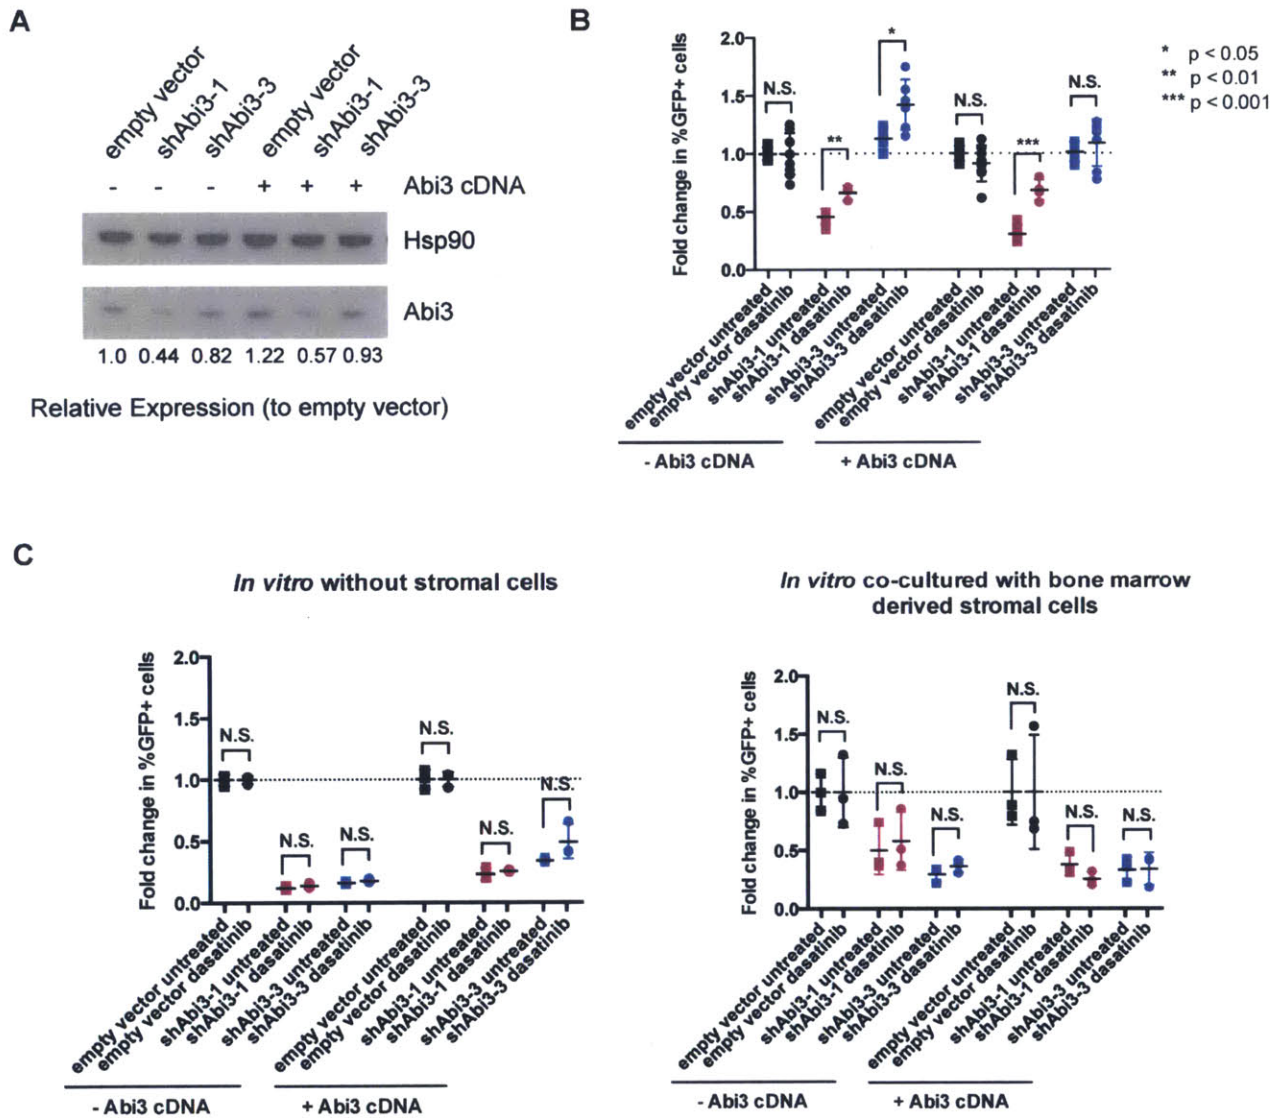 A
empty vector
shAbi3-1
shAbi3-3
empty vector
shAbi3-1
shAbi3-3
- - - + + + Abi3 cDNA
Hsp90
Abi3
1.0 0.44 0.82 1.22 0.57 0.93
Relative Expression (to empty vector)
B
* p < 0.05
** p < 0.01
*** p < 0.001
Fold change in %GFP+ cells
2.0
1.5
1.0
0.5
0.0
N.S.
**
*
N.S.
***
N.S.
empty vector untreated
empty vector dasatinib
shAbi3-1 untreated
shAbi3-1 dasatinib
shAbi3-3 untreated
shAbi3-3 dasatinib
empty vector untreated
empty vector dasatinib
shAbi3-1 untreated
shAbi3-1 dasatinib
shAbi3-3 untreated
shAbi3-3 dasatinib
- Abi3 cDNA
+ Abi3 cDNA
C
In vitro without stromal cells
Fold change in %GFP+ cells
2.0
1.5
1.0
0.5
0.0
N.S.
N.S.
N.S.
N.S.
N.S.
N.S.
empty vector untreated
empty vector dasatinib
shAbi3-1 untreated
shAbi3-1 dasatinib
shAbi3-3 untreated
shAbi3-3 dasatinib
empty vector untreated
empty vector dasatinib
shAbi3-1 untreated
shAbi3-1 dasatinib
shAbi3-3 untreated
shAbi3-3 dasatinib
- Abi3 cDNA
+ Abi3 cDNA
In vitro co-cultured with bone marrow
derived stromal cells
Fold change in %GFP+ cells
2.0
1.5
1.0
0.5
0.0
N.S.
N.S.
N.S.
N.S.
N.S.
N.S.
empty vector untreated
empty vector dasatinib
shAbi3-1 untreated
shAbi3-1 dasatinib
shAbi3-3 untreated
shAbi3-3 dasatinib
empty vector untreated
empty vector dasatinib
shAbi3-1 untreated
shAbi3-1 dasatinib
shAbi3-3 untreated
shAbi3-3 dasatinib
- Abi3 cDNA
+ Abi3 cDNA